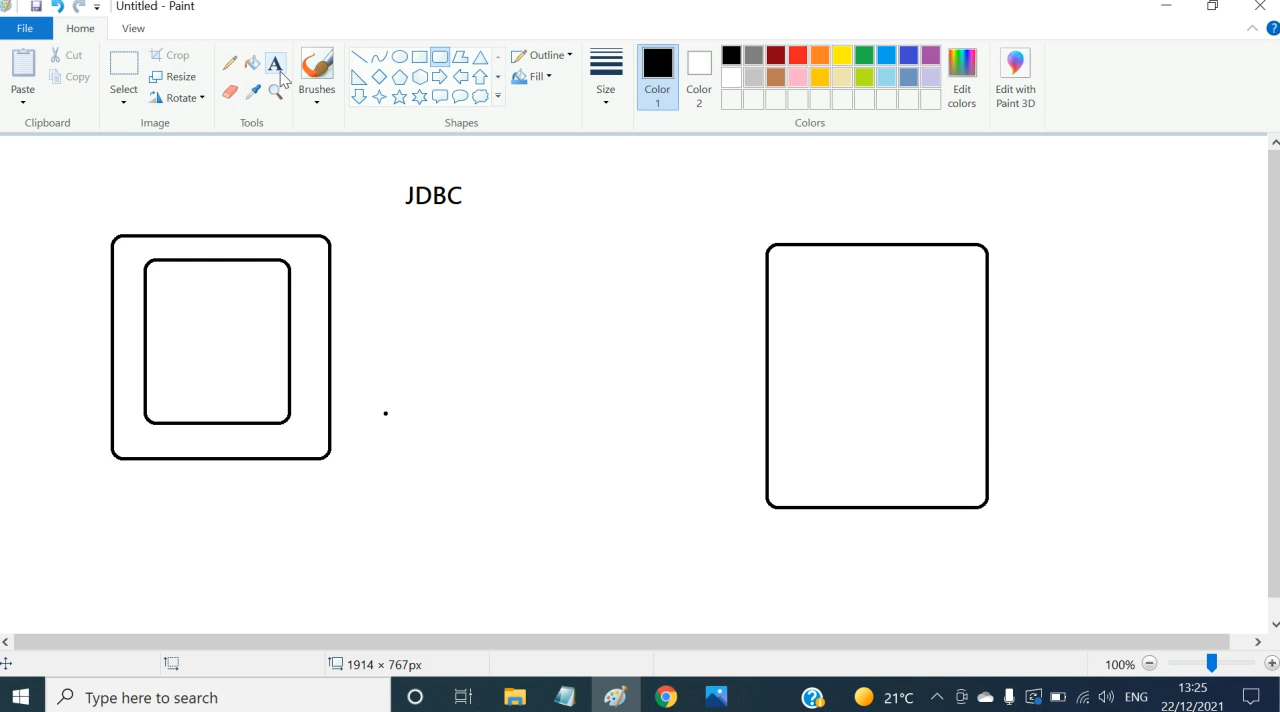 Untitled - Paint
File Home View
Paste
Cut
Copy
Clipboard
Select
Crop
Resize
Rotate
Image
A
Tools
Brushes
Outline
Fill
Shapes
Size
Color
1
Color
2
Edit
colors
Colors
Edit with
Paint 3D
JDBC
1914 × 767px
100%
Type here to search
21°C
ENG
13:25
22/12/2021